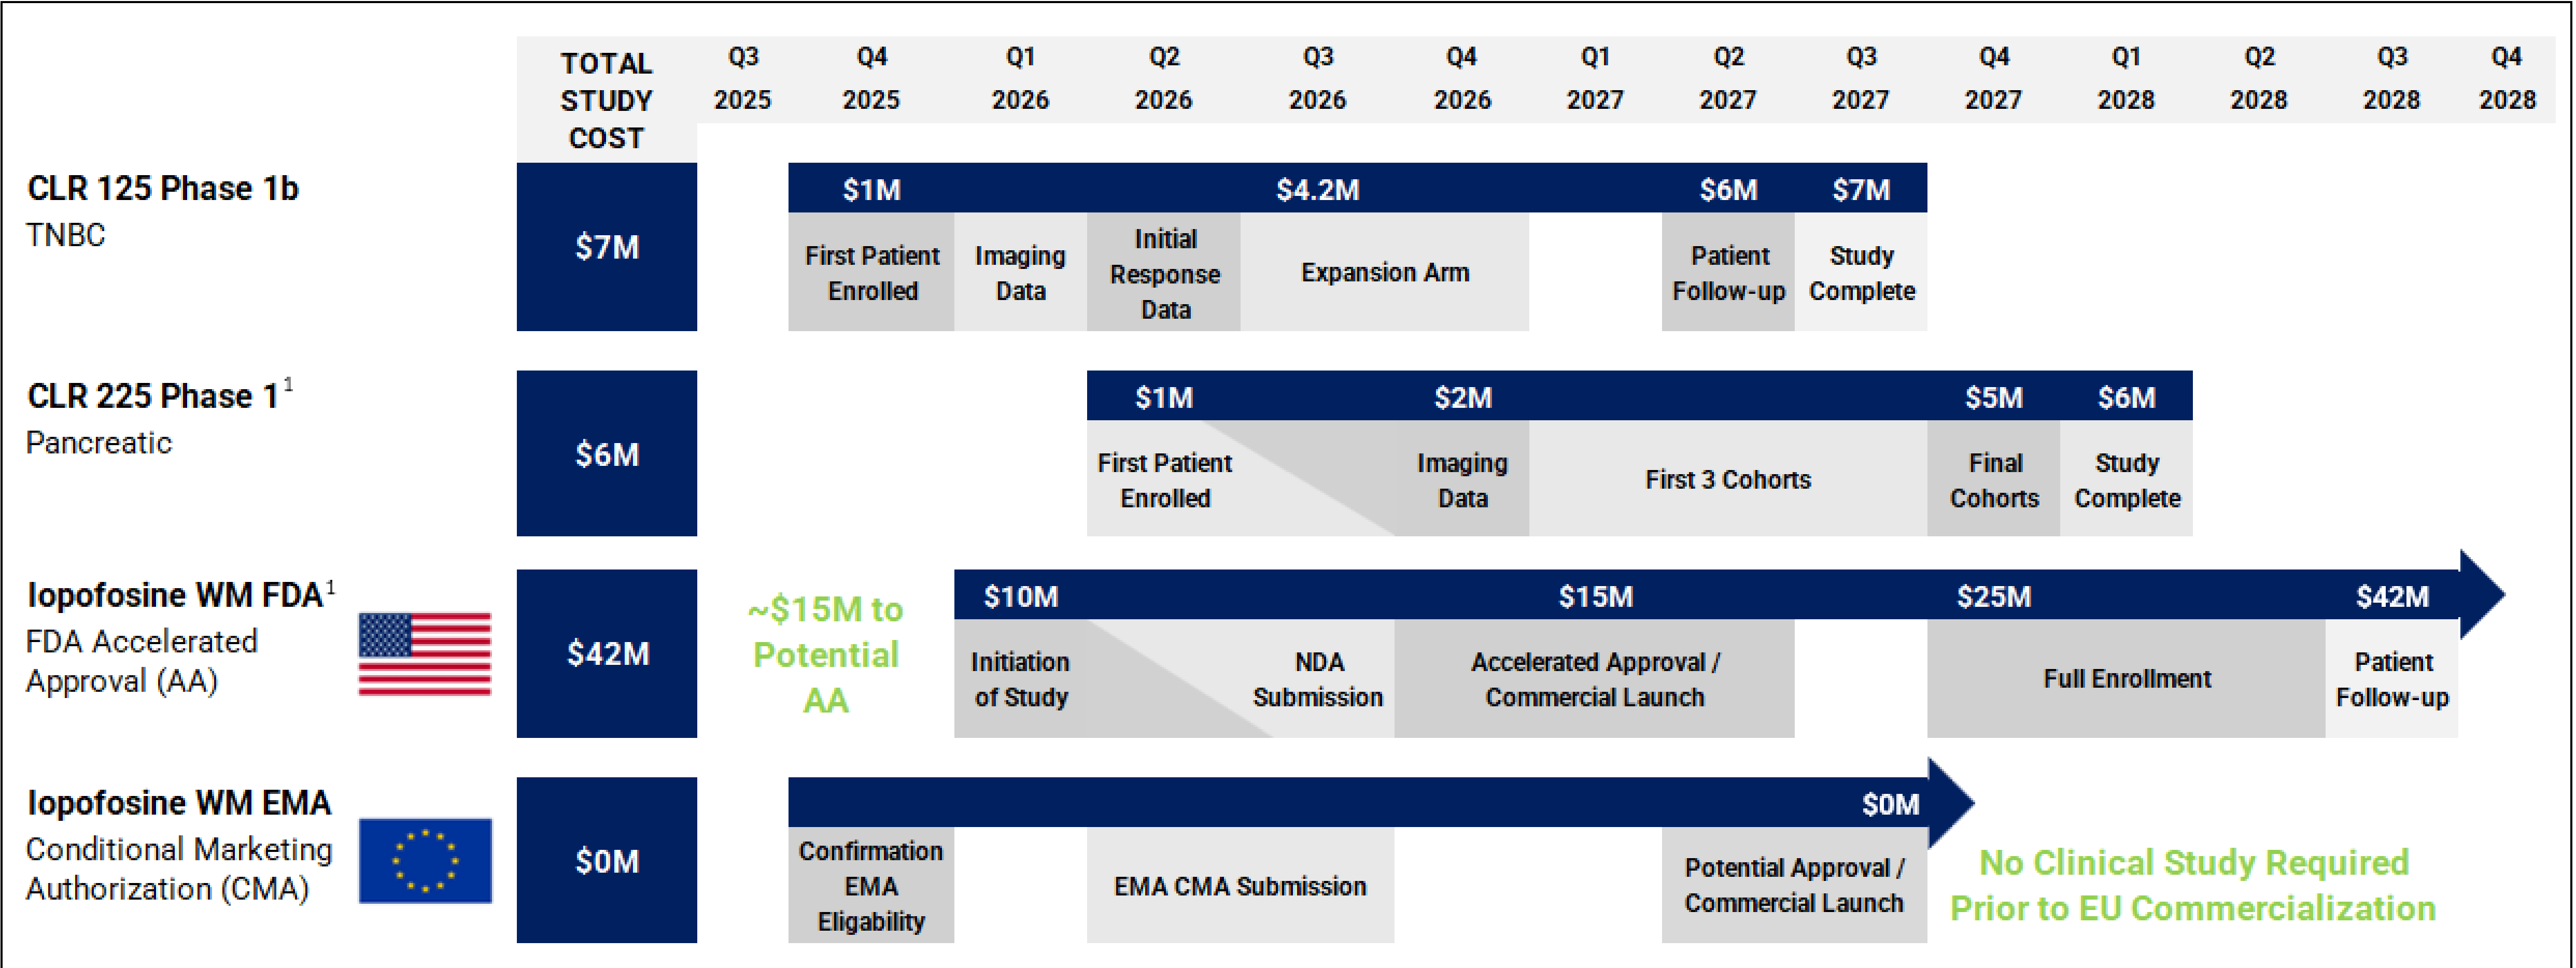 TOTAL
STUDY
COST
Q3 Q4 Q1 Q2 Q3 Q4 Q1 Q2 Q3 Q4 Q1 Q2 Q3 Q4
2025 2025 2026 2026 2026 2026 2027 2027 2027 2027 2028 2028 2028 2028
CLR 125 Phase 1b
TNBC
$7M
$1M $4.2M $6M $7M
First Patient
Enrolled
Imaging
Data
Initial
Response
Data
Expansion Arm
Patient
Follow-up
Study
Complete
CLR 225 Phase 1¹
Pancreatic
$6M
$1M $2M $5M $6M
First Patient
Enrolled
Imaging
Data
First 3 Cohorts
Final
Cohorts
Study
Complete
Iopofosine WM FDA¹
FDA Accelerated
Approval (AA)
$42M
~$15M to
Potential
AA
$10M $15M $25M $42M
Initiation
of Study
NDA
Submission
Accelerated Approval /
Commercial Launch
Full Enrollment
Patient
Follow-up
Iopofosine WM EMA
Conditional Marketing
Authorization (CMA)
$0M
$0M
Confirmation
EMA
Eligability
EMA CMA Submission
Potential Approval /
Commercial Launch
No Clinical Study Required
Prior to EU Commercialization